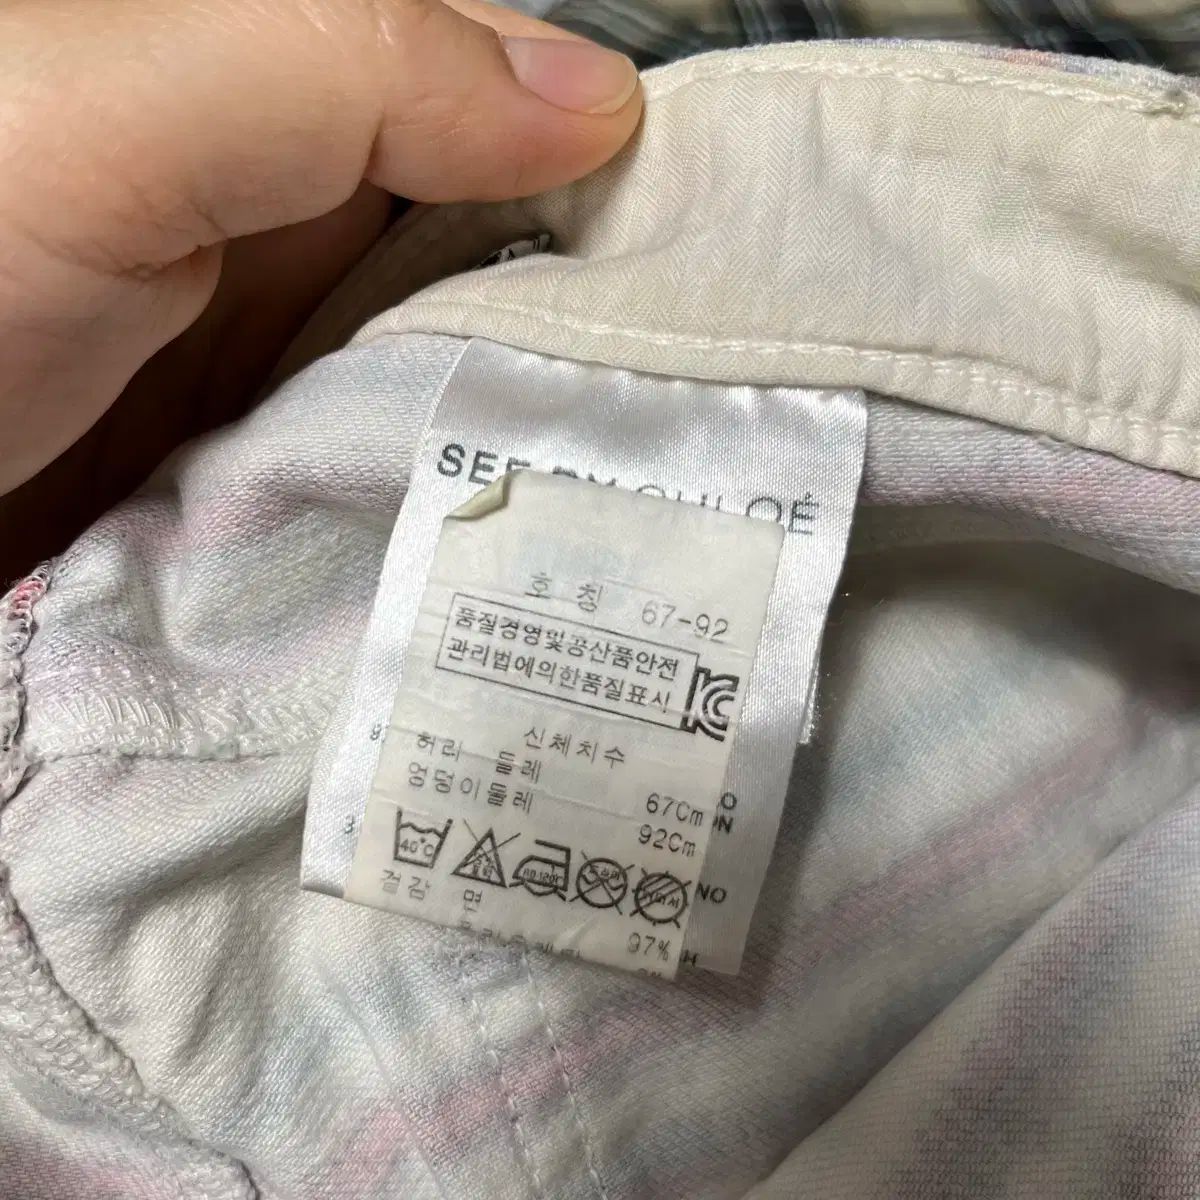 SEE BY CHLOÉ
호 칭 67-92
품질경영및공산품안전
관리법에의한품질표시
신체치수
허리 둘레 67Cm
엉덩이둘레 92Cm
40°C
겉감 면 97%
NO